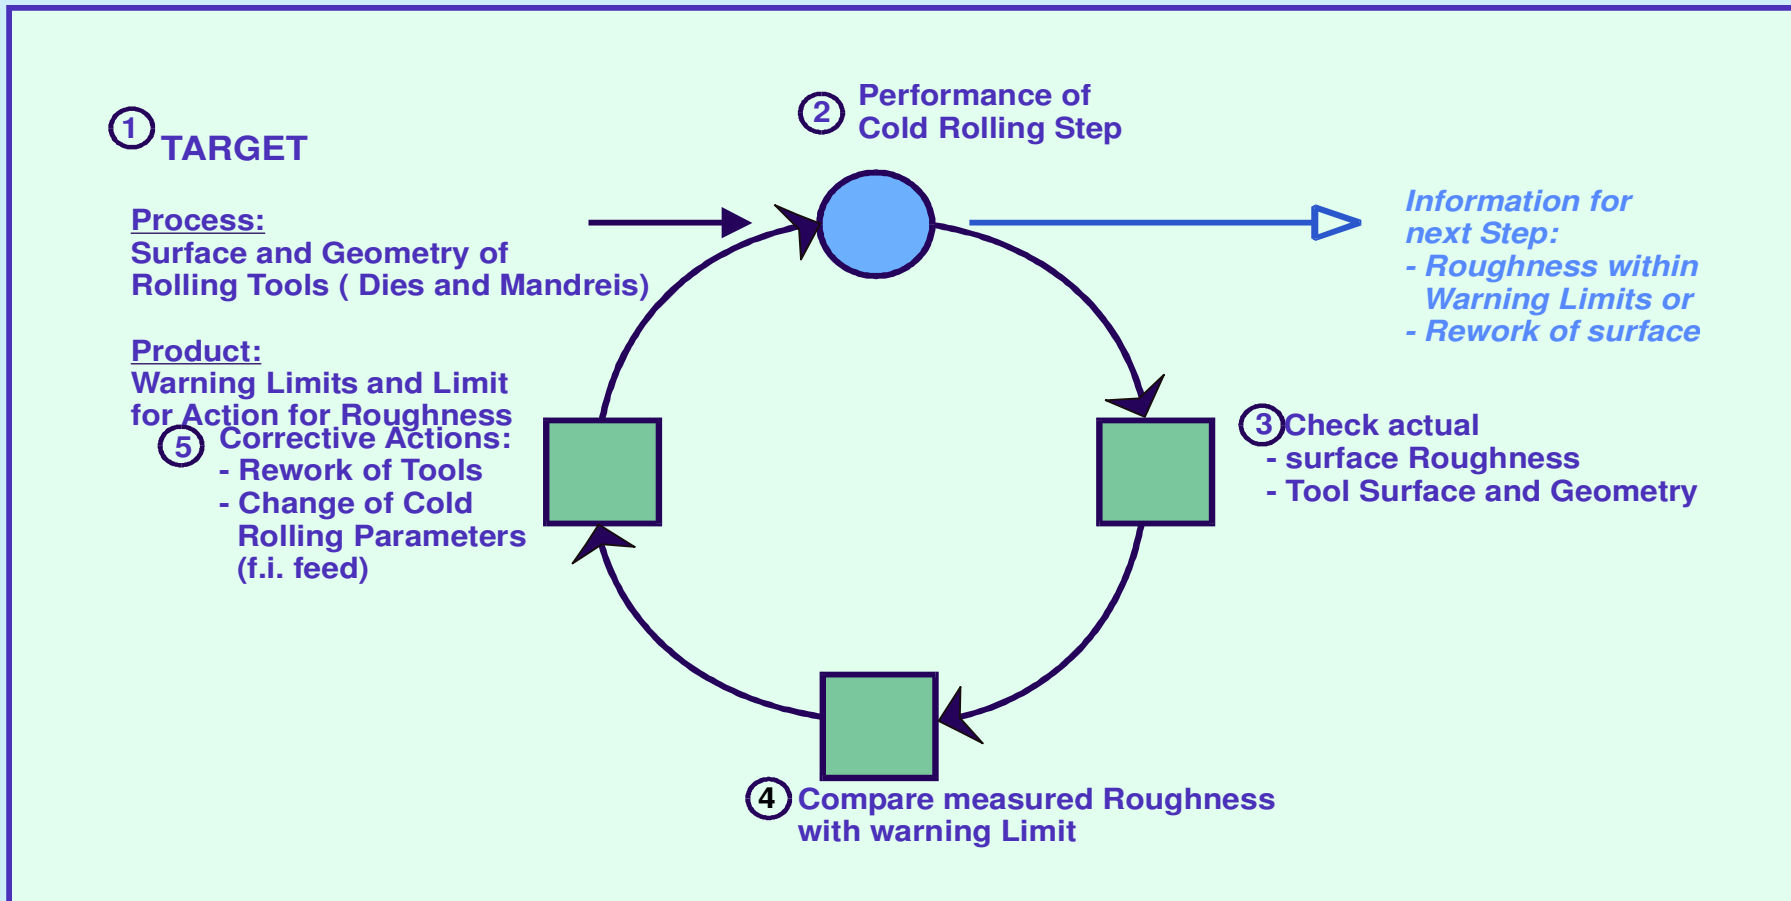 1
TARGET
Process:
Surface and Geometry of
Rolling Tools ( Dies and Mandreis)
Product:
Warning Limits and Limit
for Action for Roughness
2
Performance of
Cold Rolling Step
Information for
next Step:
- Roughness within
Warning Limits or
- Rework of surface
3 Check actual
- surface Roughness
- Tool Surface and Geometry
4 Compare measured Roughness
with warning Limit
5 Corrective Actions:
- Rework of Tools
- Change of Cold
Rolling Parameters
(f.i. feed)